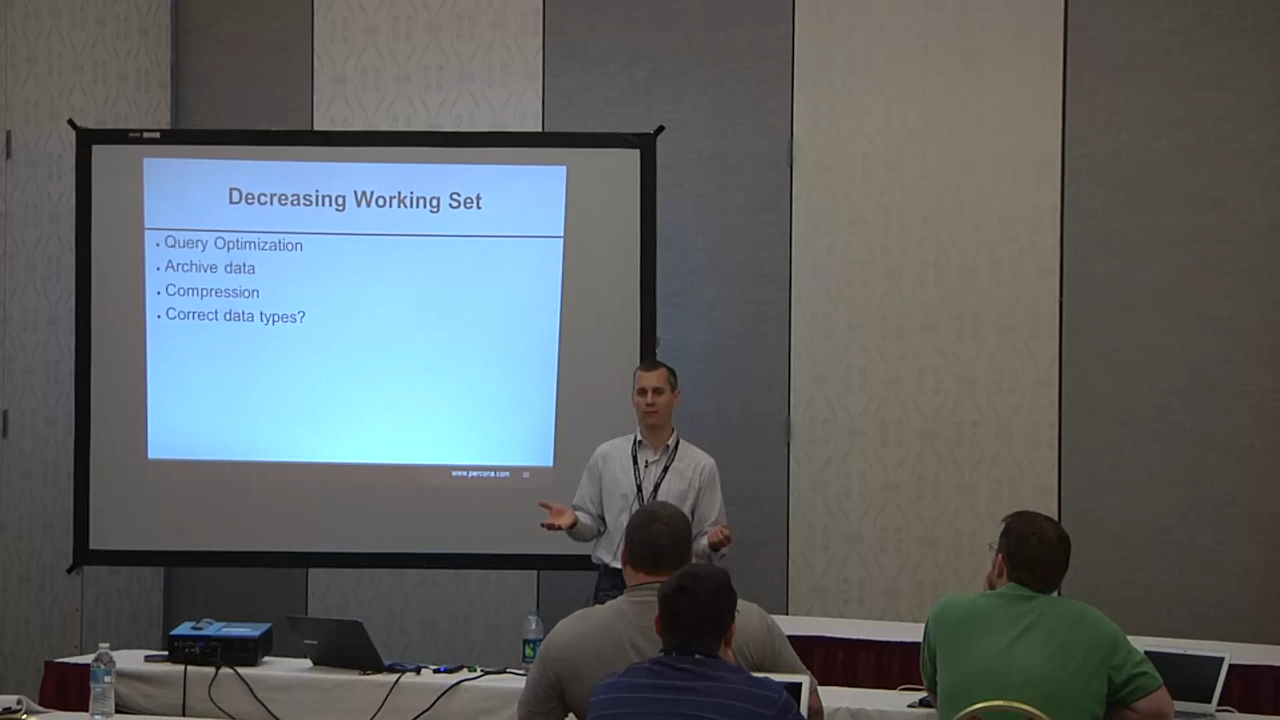 Decreasing Working Set
. Query Optimization
. Archive data
. Compression
. Correct data types?
www.percona.com